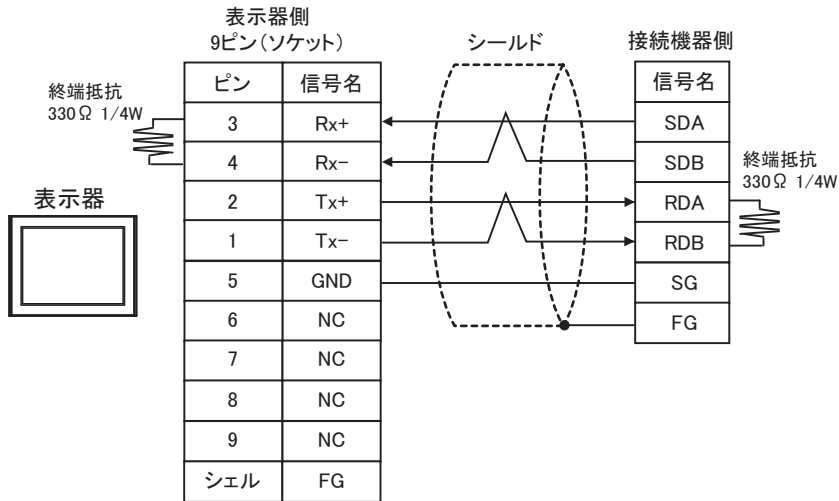 表示器側
9ピン(ソケット)
シールド
接続機器側
ピン 信号名
信号名
終端抵抗
330Ω 1/4W
3 Rx+
SDA
4 Rx-
SDB
終端抵抗
330Ω 1/4W
表示器
2 Tx+
RDA
1 Tx-
RDB
5 GND
SG
6 NC
FG
7 NC
8 NC
9 NC
シェル FG